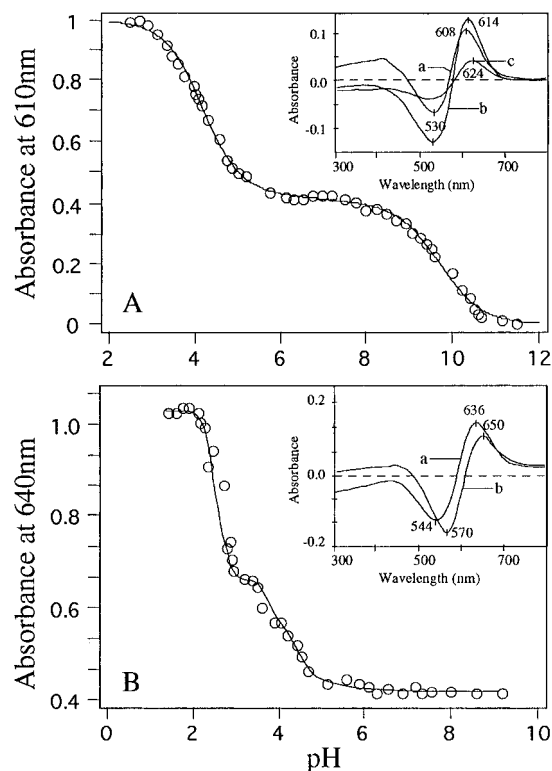 1
0.8
0.6
0.4
0.2
0
Absorbance at 610nm
A
2 4 6 8 10 12
0.1
0.0
-0.1
Absorbance
608
614
a
c
624
b
530
300 500 700
Wavelength (nm)
1.0
0.8
0.6
0.4
Absorbance at 640nm
B
0 2 4 6 8 10
pH
0.2
0.0
-0.2
Absorbance
636
650
a
b
544
570
300 500 700
Wavelength (nm)